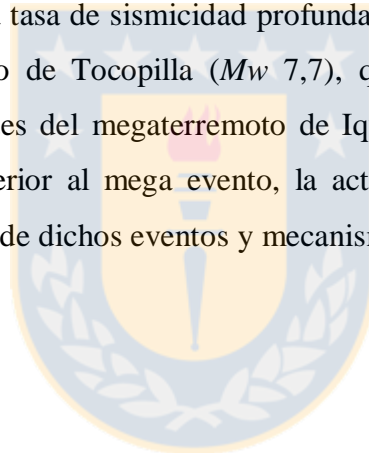 tasa de sismicidad profunda
o de Tocopilla (Mw 7,7), q
es del megaterremoto de Iq
erior al mega evento, la act
de dichos eventos y mecanism